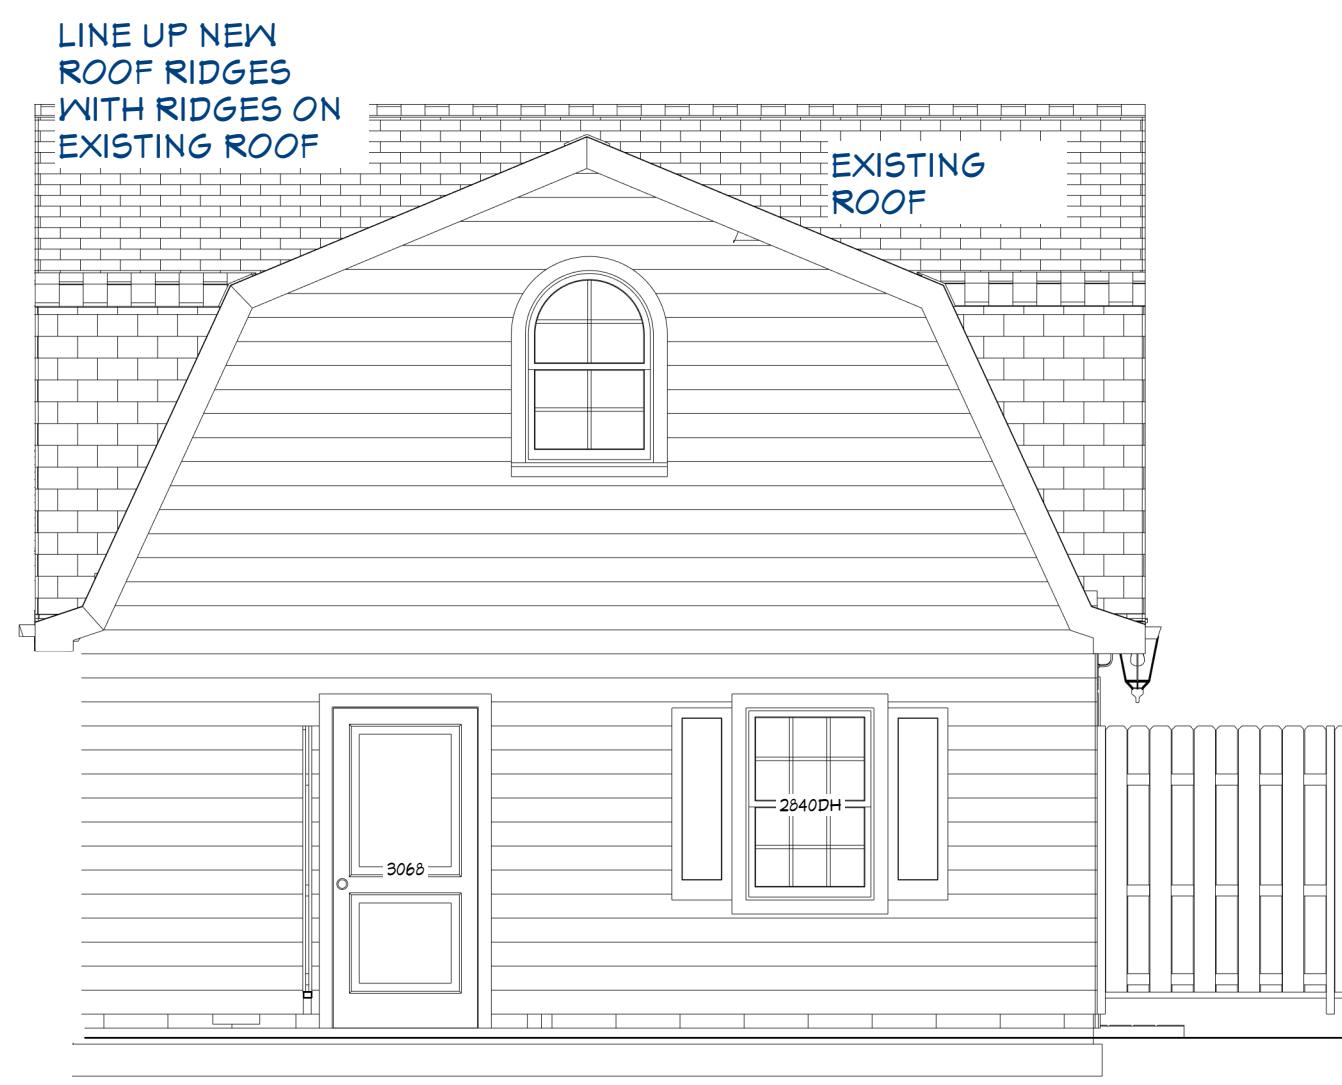 LINE UP NEW
ROOF RIDGES
WITH RIDGES ON
EXISTING ROOF
EXISTING
ROOF
2840DH
3068